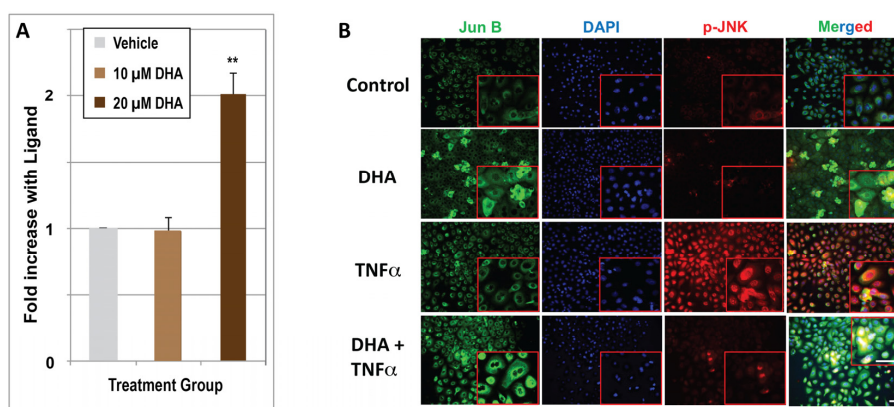 A
Vehicle
10 µM DHA
20 µM DHA
**
Fold increase with Ligand
2
1
0
Treatment Group
B
Jun B DAPI p-JNK Merged
Control
DHA
TNFα
DHA +
TNFα